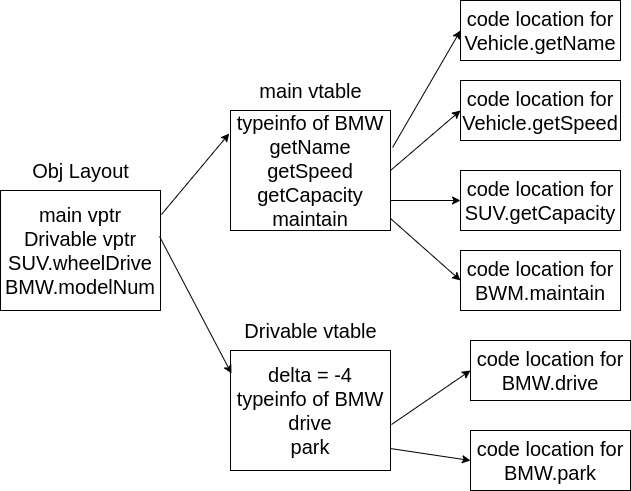 Obj Layout
main vptr
Drivable vptr
SUV.wheelDrive
BMW.modelNum
main vtable
typeinfo of BMW
getName
getSpeed
getCapacity
maintain
Drivable vtable
delta = -4
typeinfo of BMW
drive
park
code location for
Vehicle.getName
code location for
Vehicle.getSpeed
code location for
SUV.getCapacity
code location for
BWM.maintain
code location for
BMW.drive
code location for
BMW.park